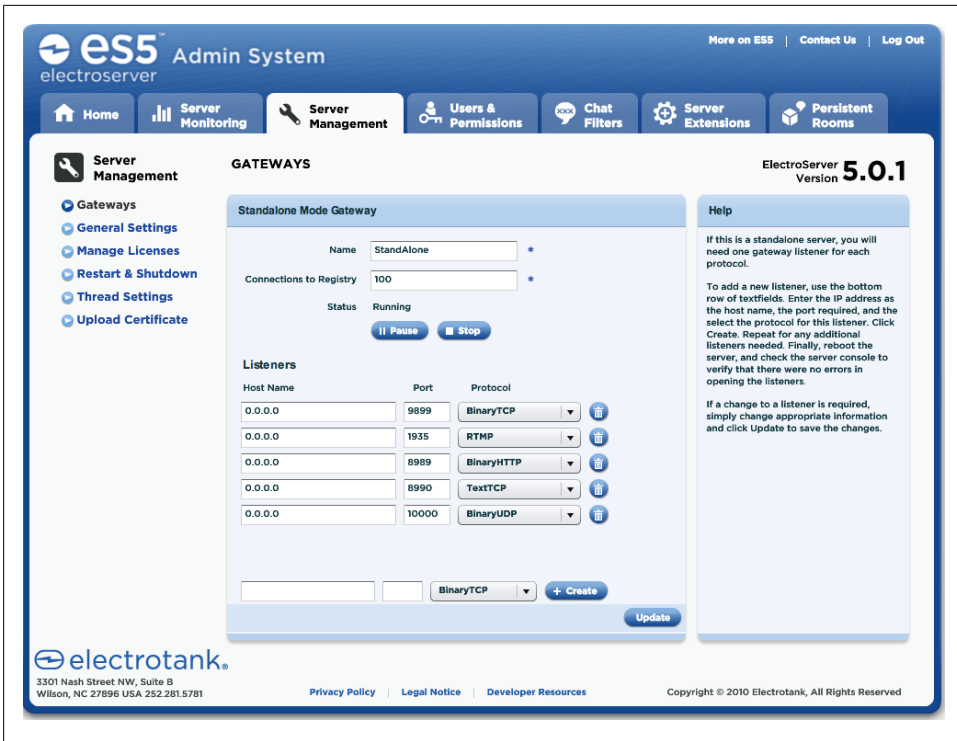 More on ES5 | Contact Us | Log Out
es5™ Admin System
electroserver
Home
Server Monitoring
Server Management
Users & Permissions
Chat Filters
Server Extensions
Persistent Rooms
Server Management
Gateways
General Settings
Manage Licenses
Restart & Shutdown
Thread Settings
Upload Certificate
GATEWAYS
ElectroServer Version 5.0.1
Standalone Mode Gateway
Name StandAlone *
Connections to Registry 100 *
Status Running
Pause Stop
Listeners
Host Name Port Protocol
0.0.0.0 9899 BinaryTCP
0.0.0.0 1935 RTMP
0.0.0.0 8989 BinaryHTTP
0.0.0.0 8990 TextTCP
0.0.0.0 10000 BinaryUDP
BinaryTCP + Create
Update
Help
If this is a standalone server, you will
need one gateway listener for each
protocol.
To add a new listener, use the bottom
row of textfields. Enter the IP address as
the host name, the port required, and the
select the protocol for this listener. Click
Create. Repeat for any additional
listeners needed. Finally, reboot the
server, and check the server console to
verify that there were no errors in
opening the listeners.
If a change to a listener is required,
simply change appropriate information
and click Update to save the changes.
electrotank®
3301 Nash Street NW, Suite B
Wilson, NC 27896 USA 252.281.5781
Privacy Policy | Legal Notice | Developer Resources
Copyright © 2010 Electrotank, All Rights Reserved